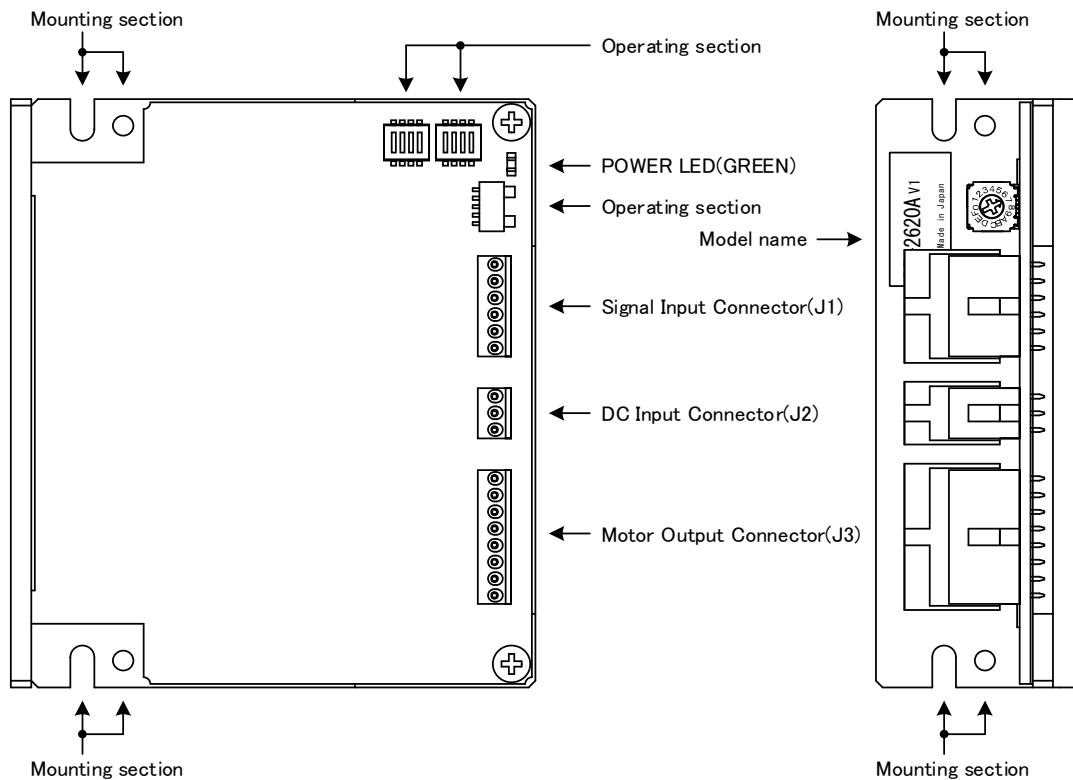 Mounting section
Mounting section
Operating section
POWER LED(GREEN)
Operating section
Model name
2620A V1
Made in Japan
0123456789ABCDEF
Signal Input Connector(J1)
DC Input Connector(J2)
Motor Output Connector(J3)
Mounting section
Mounting section